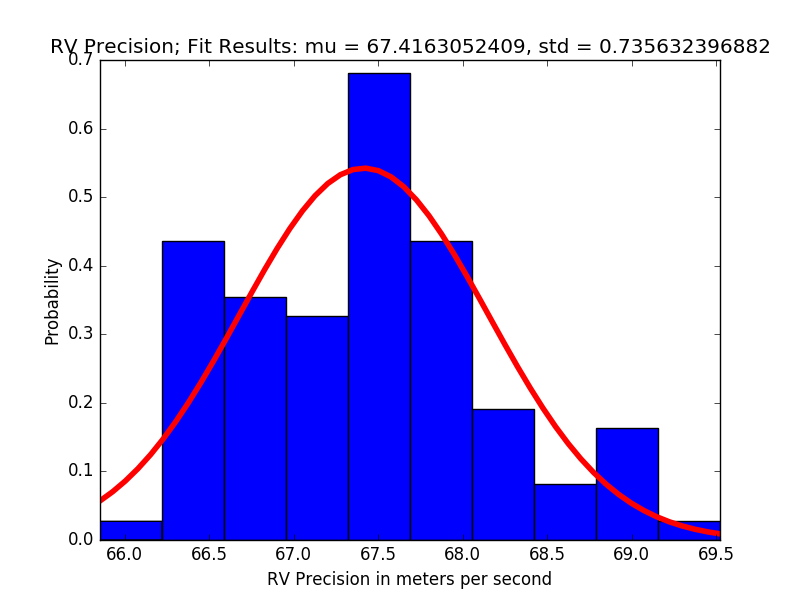 RV Precision; Fit Results: mu = 67.4163052409, std = 0.735632396882
0.7
0.6
0.5
0.4
0.3
0.2
0.1
0.0
Probability
66.0 66.5 67.0 67.5 68.0 68.5 69.0 69.5
RV Precision in meters per second